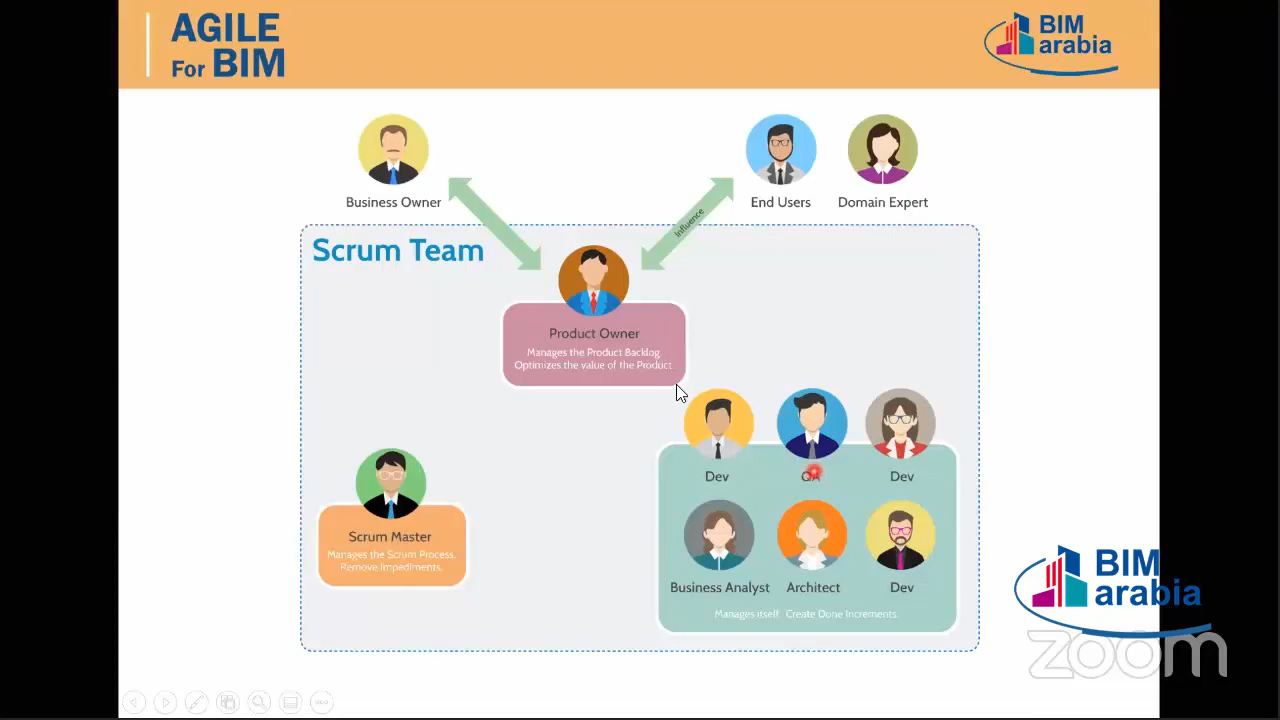 AGILE
For BIM
BIM
arabia
Business Owner
End Users
Domain Expert
Influence
Scrum Team
Product Owner
Manages the Product Backlog
Optimizes the value of the Product
Dev
QA
Dev
Scrum Master
Manages the Scrum Process.
Remove Impediments.
Business Analyst
Architect
Dev
Manages itself Create Done Increments.
BIM
arabia
zoom